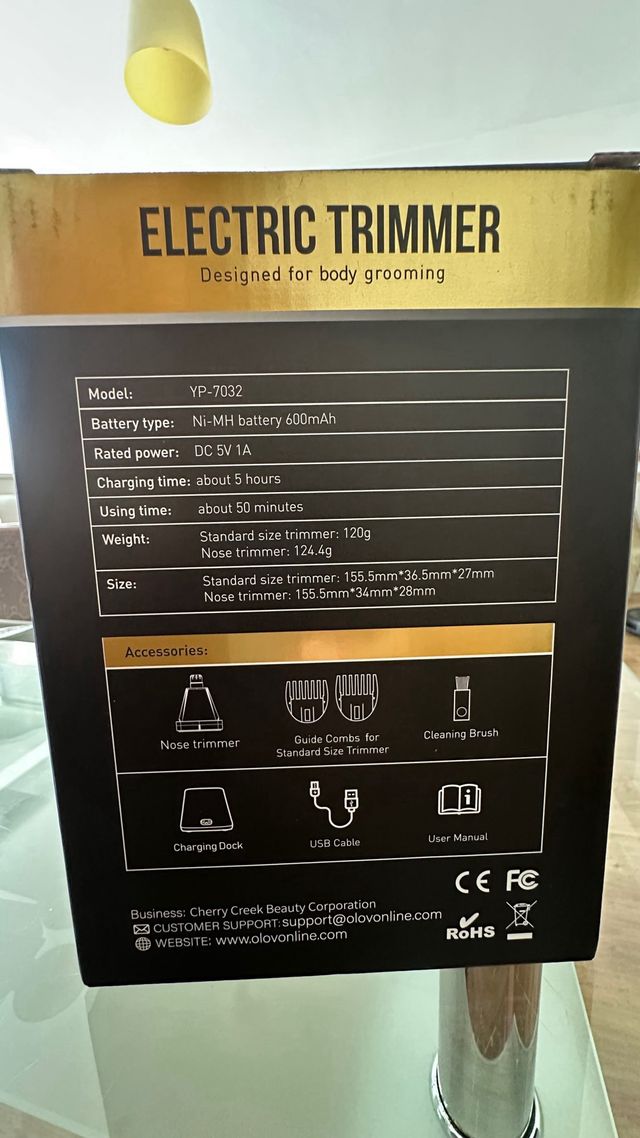 ELECTRIC TRIMMER
Designed for body grooming
Model: YP-7032
Battery type: Ni-MH battery 600mAh
Rated power: DC 5V 1A
Charging time: about 5 hours
Using time: about 50 minutes
Weight: Standard size trimmer: 120g
Nose trimmer: 124.4g
Size: Standard size trimmer: 155.5mm*36.5mm*27mm
Nose trimmer: 155.5mm*34mm*28mm
Accessories:
Nose trimmer
Guide Combs for
Standard Size Trimmer
Cleaning Brush
Charging Dock
USB Cable
User Manual
CE FC
Business: Cherry Creek Beauty Corporation
CUSTOMER SUPPORT: support@olovonline.com
WEBSITE: www.olovonline.com
RoHS